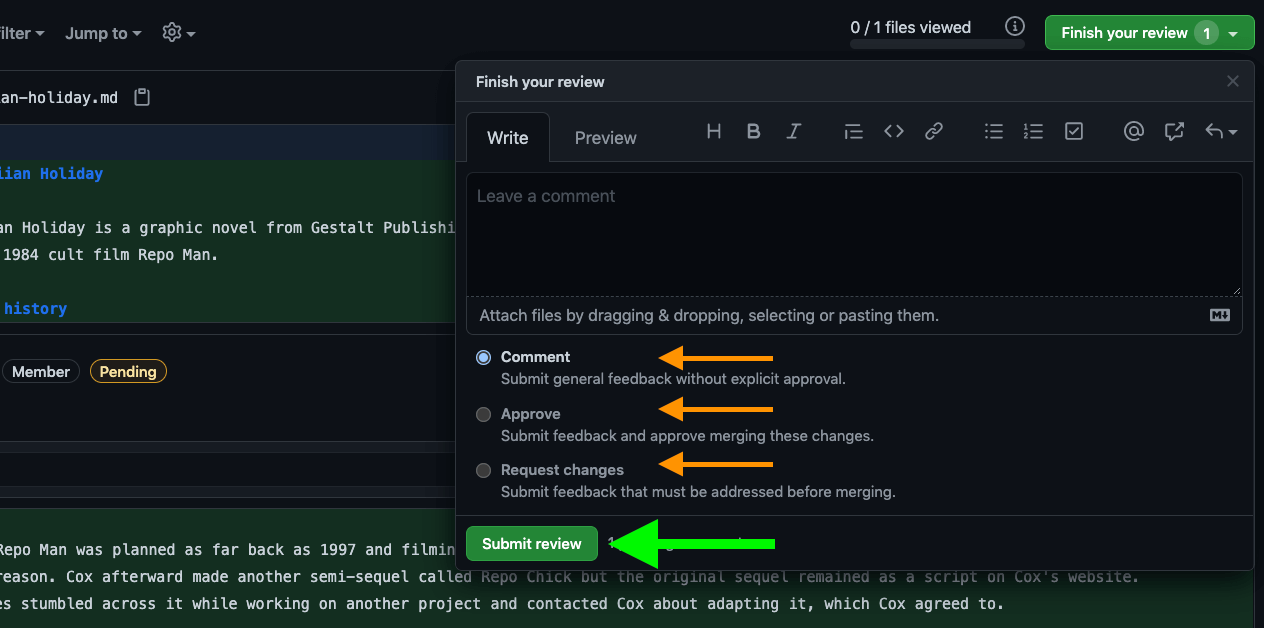 filter
Jump to
0 / 1 files viewed
Finish your review 1
an-holiday.md
Finish your review
Write
Preview
iian Holiday
Leave a comment
an Holiday is a graphic novel from Gestalt Publishi
1984 cult film Repo Man.
history
Attach files by dragging & dropping, selecting or pasting them.
Member
Pending
Comment
Submit general feedback without explicit approval.
Approve
Submit feedback and approve merging these changes.
Request changes
Submit feedback that must be addressed before merging.
Submit review
Repo Man was planned as far back as 1997 and filmin
reason. Cox afterward made another semi-sequel called Repo Chick but the original sequel remained as a script on Cox's website.
es stumbled across it while working on another project and contacted Cox about adapting it, which Cox agreed to.